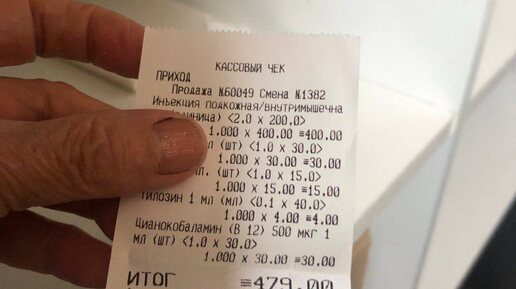 КАССОВЫЙ ЧЕК
ПРИХОД
Продажа №60049 Смена №1382
Инъекция подкожная/внутримышечна
<2.0 x 200.0>
1.000 x 400.00 =400.00
(шт) <1.0 x 30.0>
1.000 x 30.00 =30.00
(шт) <1.0 x 15.0>
1.000 x 15.00 =15.00
Тилозин 1 мл (мл) <0.1 x 40.0>
1.000 x 4.00 =4.00
Цианокобаламин (В 12) 500 мкг 1
мл (шт) <1.0 x 30.0>
1.000 x 30.00 =30.00
ИТОГ =479.00